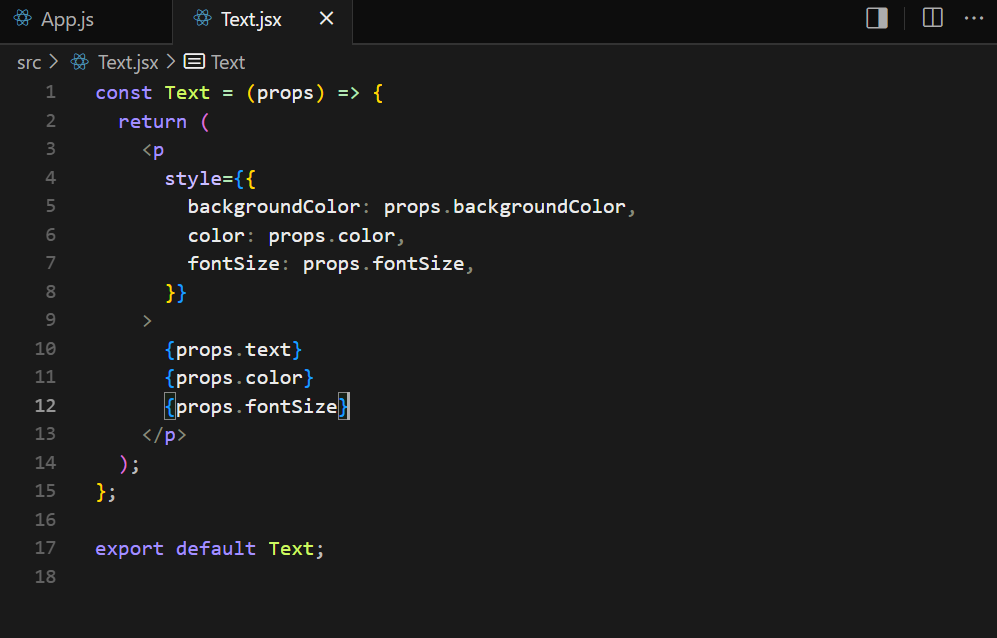 App.js
Text.jsx
src > Text.jsx > Text
1 const Text = (props) => {
2   return (
3     <p
4       style={{
5         backgroundColor: props.backgroundColor,
6         color: props.color,
7         fontSize: props.fontSize,
8       }}
9     >
10       {props.text}
11       {props.color}
12       {props.fontSize}
13     </p>
14   );
15 };
16
17 export default Text;
18